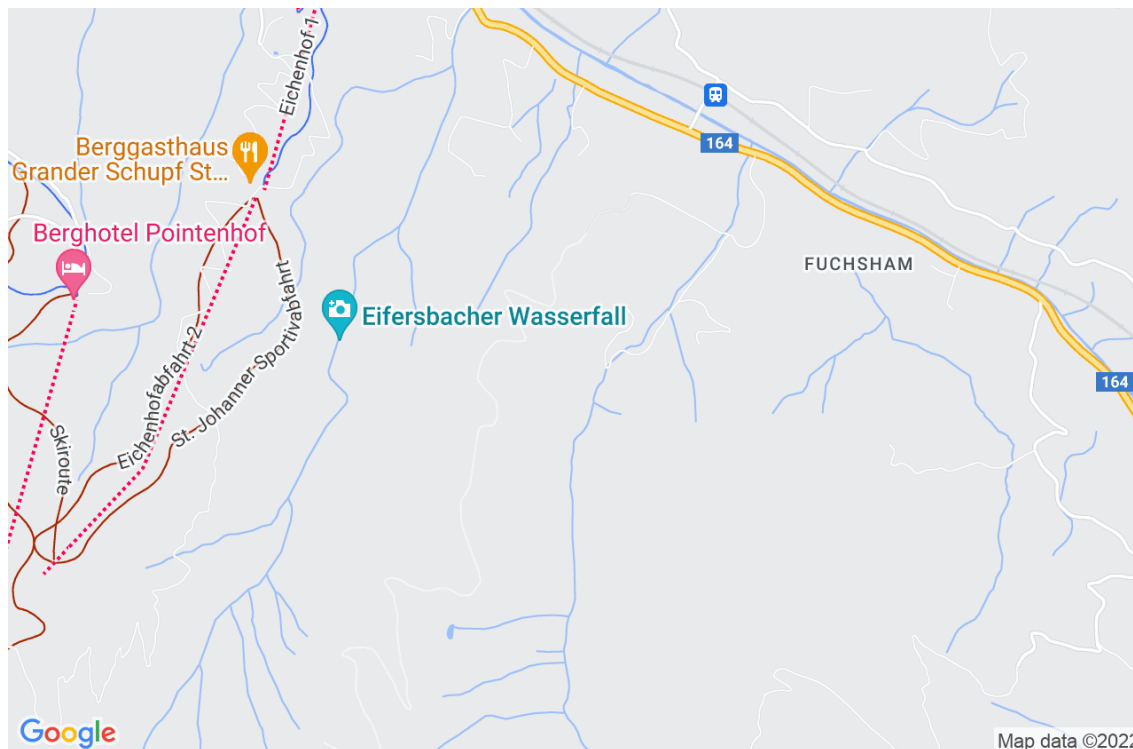 Eichenhof 1
Berggasthaus
Grander Schupf St...
164
Berghotel Pointenhof
FUCHSHAM
Eifersbacher Wasserfall
Eichenhofabfahrt 2
St. Johanner Sportivabfahrt
164
Skiroute
Google
Map data ©2022